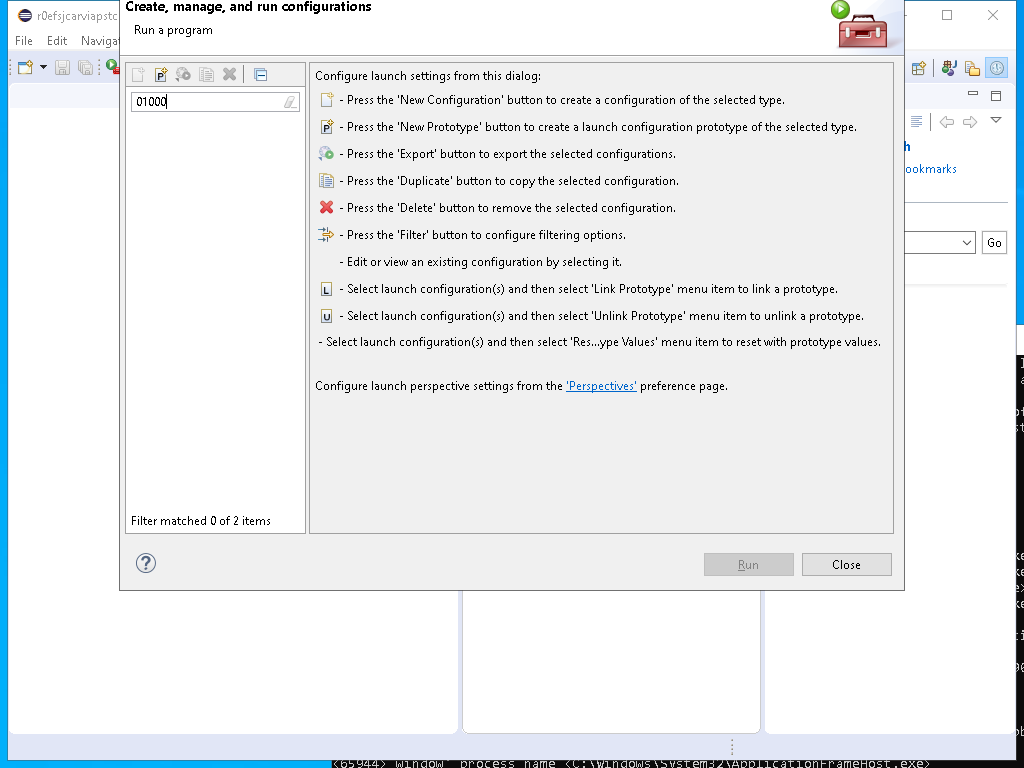 r0efsjcarviapstc
Create, manage, and run configurations
Run a program
File Edit Navigat
01000
Configure launch settings from this dialog:
- Press the 'New Configuration' button to create a configuration of the selected type.
- Press the 'New Prototype' button to create a launch configuration prototype of the selected type.
- Press the 'Export' button to export the selected configurations.
- Press the 'Duplicate' button to copy the selected configuration.
- Press the 'Delete' button to remove the selected configuration.
- Press the 'Filter' button to configure filtering options.
- Edit or view an existing configuration by selecting it.
- Select launch configuration(s) and then select 'Link Prototype' menu item to link a prototype.
- Select launch configuration(s) and then select 'Unlink Prototype' menu item to unlink a prototype.
- Select launch configuration(s) and then select 'Res...ype Values' menu item to reset with prototype values.
Configure launch perspective settings from the 'Perspectives' preference page.
Filter matched 0 of 2 items
Run
Close
h
ookmarks
Go
<65944> window process name <C:\Windows\System32\ApplicationFrameHost.exe>